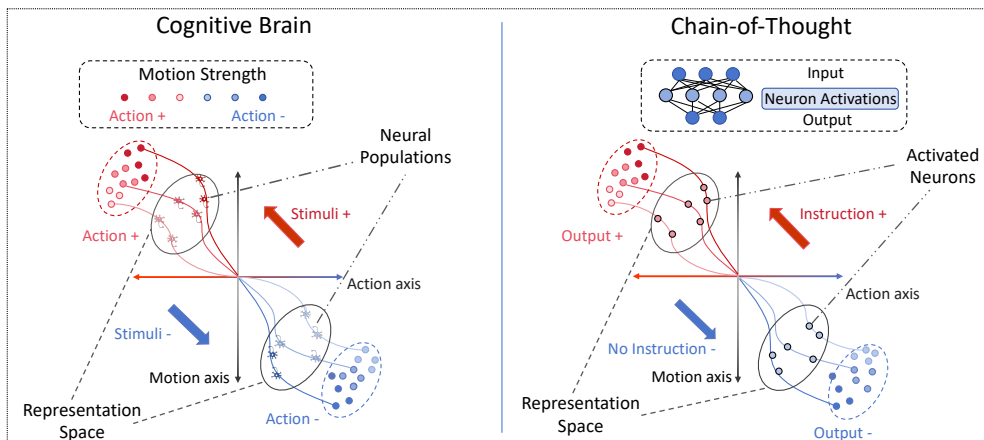 Cognitive Brain
Motion Strength
Action +
Action -
Neural
Populations
Stimuli +
Action +
Action axis
Stimuli -
Motion axis
Representation
Space
Action -
Chain-of-Thought
Input
Neuron Activations
Output
Activated
Neurons
Instruction +
Output +
Action axis
No Instruction -
Motion axis
Representation
Space
Output -